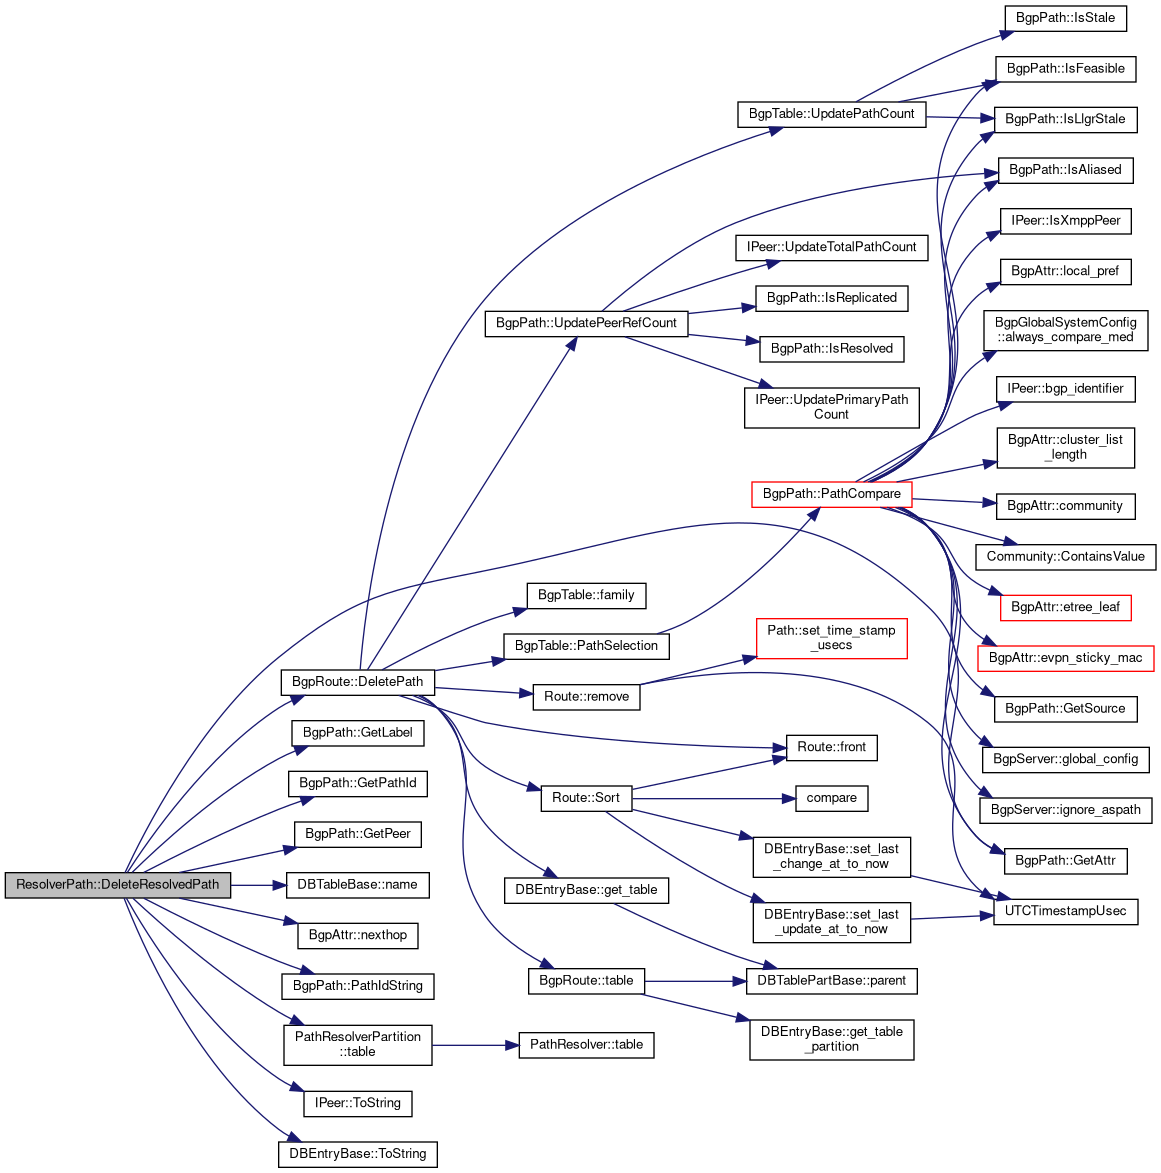 BgpPath::IsStale
BgpPath::IsFeasible
BgpTable::UpdatePathCount
BgpPath::IsLlgrStale
BgpPath::IsAliased
IPeer::IsXmppPeer
IPeer::UpdateTotalPathCount
BgpAttr::local_pref
BgpPath::IsReplicated
BgpPath::UpdatePeerRefCount
BgpGlobalSystemConfig
::always_compare_med
BgpPath::IsResolved
IPeer::bgp_identifier
IPeer::UpdatePrimaryPath
Count
BgpAttr::cluster_list
_length
BgpPath::PathCompare
BgpAttr::community
Community::ContainsValue
BgpTable::family
BgpAttr::etree_leaf
Path::set_time_stamp
_usecs
BgpTable::PathSelection
BgpAttr::evpn_sticky_mac
BgpRoute::DeletePath
Route::remove
BgpPath::GetSource
BgpPath::GetLabel
Route::front
BgpServer::global_config
BgpPath::GetPathId
Route::Sort
compare
BgpServer::ignore_aspath
BgpPath::GetPeer
DBEntryBase::set_last
_change_at_to_now
BgpPath::GetAttr
ResolverPath::DeleteResolvedPath
DBTableBase::name
DBEntryBase::get_table
DBEntryBase::set_last
_update_at_to_now
UTCTimestampUsec
BgpAttr::nexthop
BgpPath::PathIdString
BgpRoute::table
DBTablePartBase::parent
PathResolverPartition
::table
PathResolver::table
DBEntryBase::get_table
_partition
IPeer::ToString
DBEntryBase::ToString